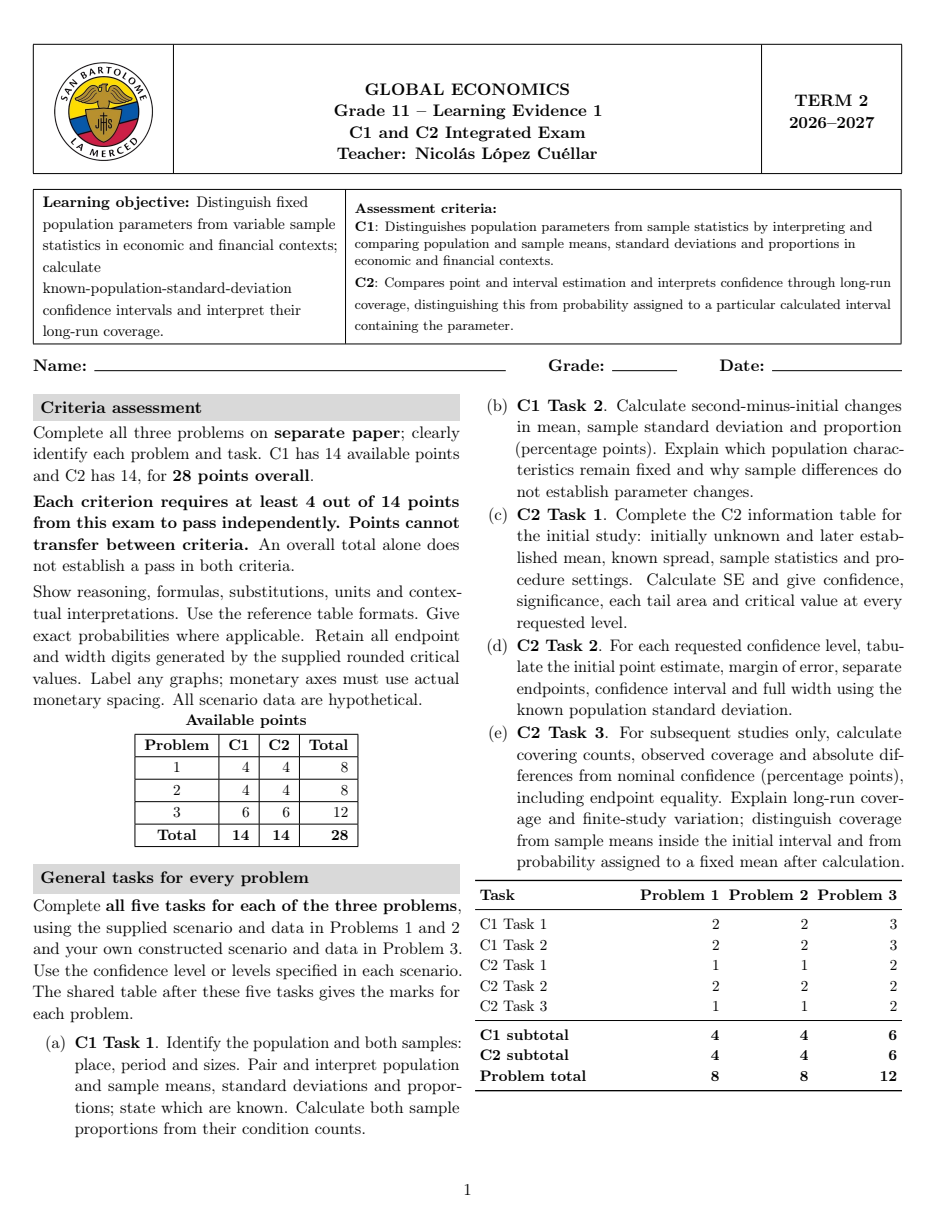 SAN BARTOLOME
JHS
LA MERCED
GLOBAL ECONOMICS
Grade 11 – Learning Evidence 1
C1 and C2 Integrated Exam
Teacher: Nicolás López Cuéllar
TERM 2
2026–2027
Learning objective: Distinguish fixed
population parameters from variable sample
statistics in economic and financial contexts;
calculate
known-population-standard-deviation
confidence intervals and interpret their
long-run coverage.
Assessment criteria:
C1: Distinguishes population parameters from sample statistics by interpreting and
comparing population and sample means, standard deviations and proportions in
economic and financial contexts.
C2: Compares point and interval estimation and interprets confidence through long-run
coverage, distinguishing this from probability assigned to a particular calculated interval
containing the parameter.
Name: Grade: Date:
Criteria assessment
Complete all three problems on separate paper; clearly
identify each problem and task. C1 has 14 available points
and C2 has 14, for 28 points overall.
Each criterion requires at least 4 out of 14 points
from this exam to pass independently. Points cannot
transfer between criteria. An overall total alone does
not establish a pass in both criteria.
Show reasoning, formulas, substitutions, units and contex-
tual interpretations. Use the reference table formats. Give
exact probabilities where applicable. Retain all endpoint
and width digits generated by the supplied rounded critical
values. Label any graphs; monetary axes must use actual
monetary spacing. All scenario data are hypothetical.
Available points
Problem C1 C2 Total
1 4 4 8
2 4 4 8
3 6 6 12
Total 14 14 28
General tasks for every problem
Complete all five tasks for each of the three problems,
using the supplied scenario and data in Problems 1 and 2
and your own constructed scenario and data in Problem 3.
Use the confidence level or levels specified in each scenario.
The shared table after these five tasks gives the marks for
each problem.
(a) C1 Task 1. Identify the population and both samples:
place, period and sizes. Pair and interpret population
and sample means, standard deviations and propor-
tions; state which are known. Calculate both sample
proportions from their condition counts.
(b) C1 Task 2. Calculate second-minus-initial changes
in mean, sample standard deviation and proportion
(percentage points). Explain which population charac-
teristics remain fixed and why sample differences do
not establish parameter changes.
(c) C2 Task 1. Complete the C2 information table for
the initial study: initially unknown and later estab-
lished mean, known spread, sample statistics and pro-
cedure settings. Calculate SE and give confidence,
significance, each tail area and critical value at every
requested level.
(d) C2 Task 2. For each requested confidence level, tabu-
late the initial point estimate, margin of error, separate
endpoints, confidence interval and full width using the
known population standard deviation.
(e) C2 Task 3. For subsequent studies only, calculate
covering counts, observed coverage and absolute dif-
ferences from nominal confidence (percentage points),
including endpoint equality. Explain long-run cover-
age and finite-study variation; distinguish coverage
from sample means inside the initial interval and from
probability assigned to a fixed mean after calculation.
Task Problem 1 Problem 2 Problem 3
C1 Task 1 2 2 3
C1 Task 2 2 2 3
C2 Task 1 1 1 2
C2 Task 2 2 2 2
C2 Task 3 1 1 2
C1 subtotal 4 4 6
C2 subtotal 4 4 6
Problem total 8 8 12
1